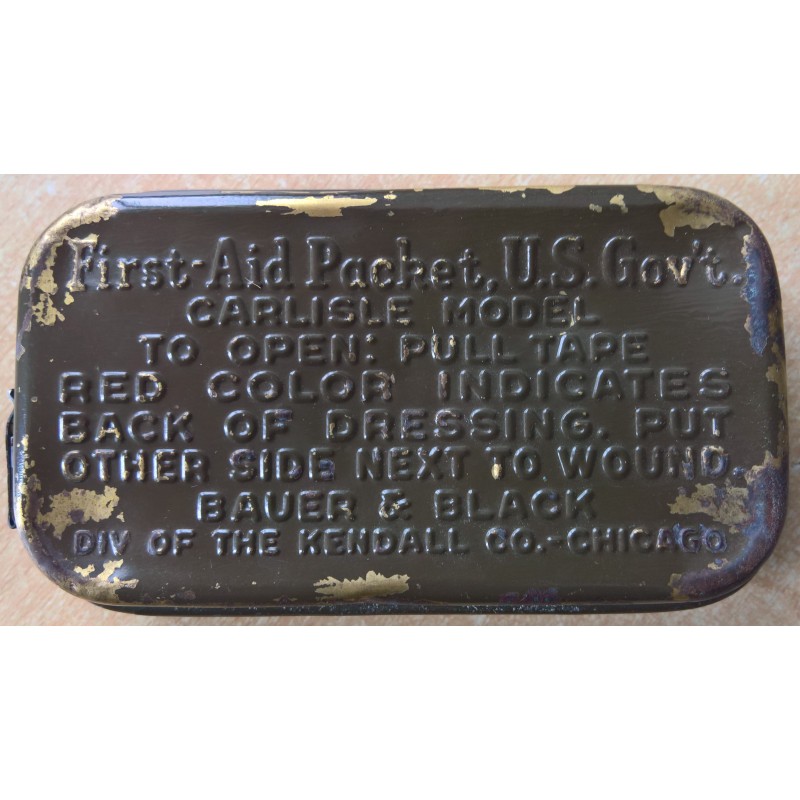 First-Aid Packet, U.S. Gov't.
CARLISLE MODEL
TO OPEN: PULL TAPE
RED COLOR INDICATES
BACK OF DRESSING. PUT
OTHER SIDE NEXT TO WOUND.
BAUER & BLACK
DIV OF THE KENDALL CO.-CHICAGO